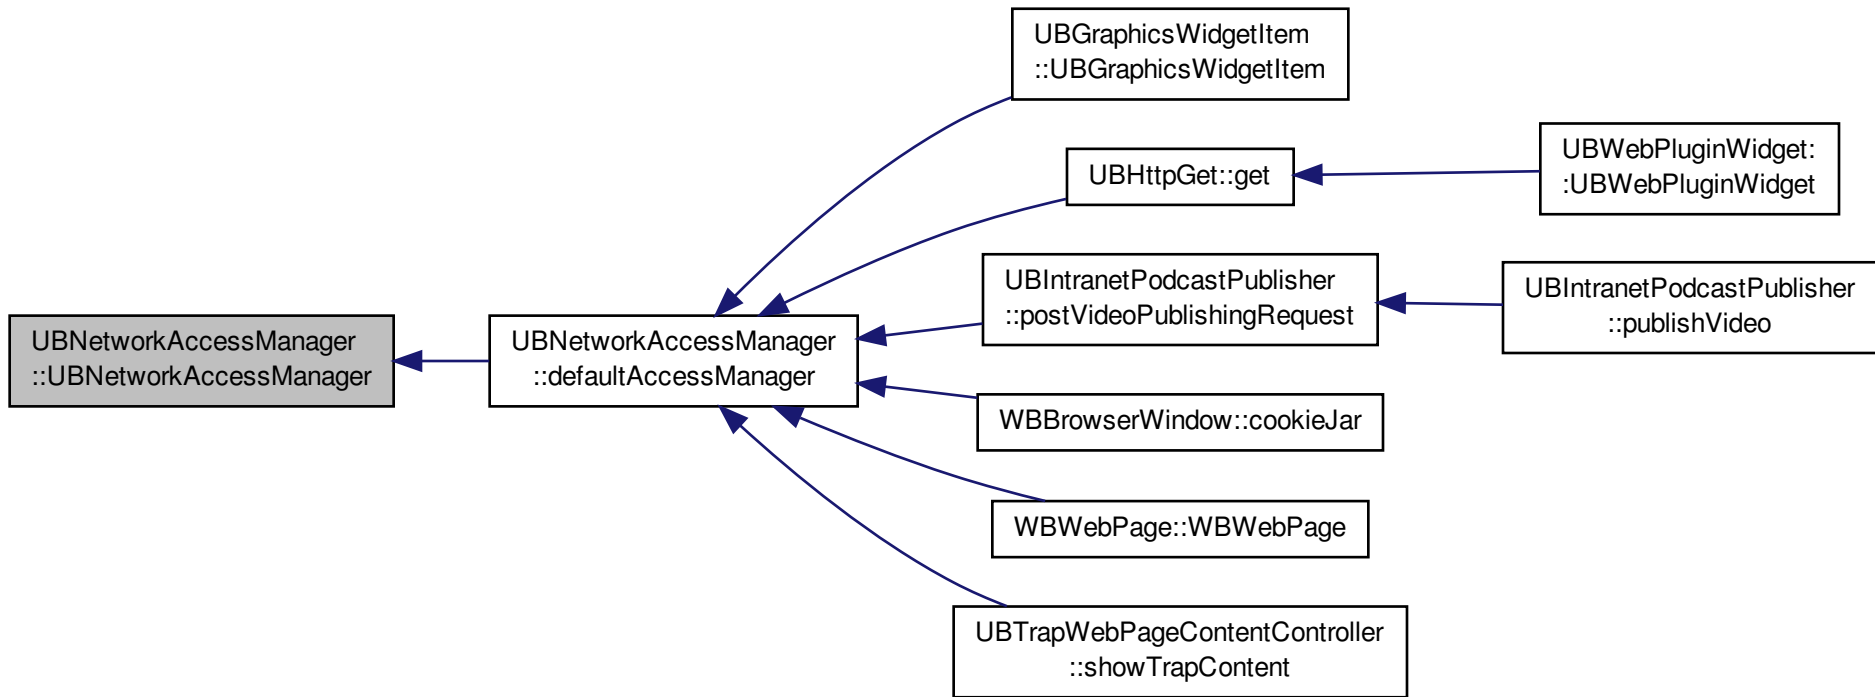 UBNetworkAccessManager
::UBNetworkAccessManager
UBNetworkAccessManager
::defaultAccessManager
UBGraphicsWidgetItem
::UBGraphicsWidgetItem
UBHttpGet::get
UBWebPluginWidget:
:UBWebPluginWidget
UBIntranetPodcastPublisher
::postVideoPublishingRequest
UBIntranetPodcastPublisher
::publishVideo
WBBrowserWindow::cookieJar
WBWebPage::WBWebPage
UBTrapWebPageContentController
::showTrapContent